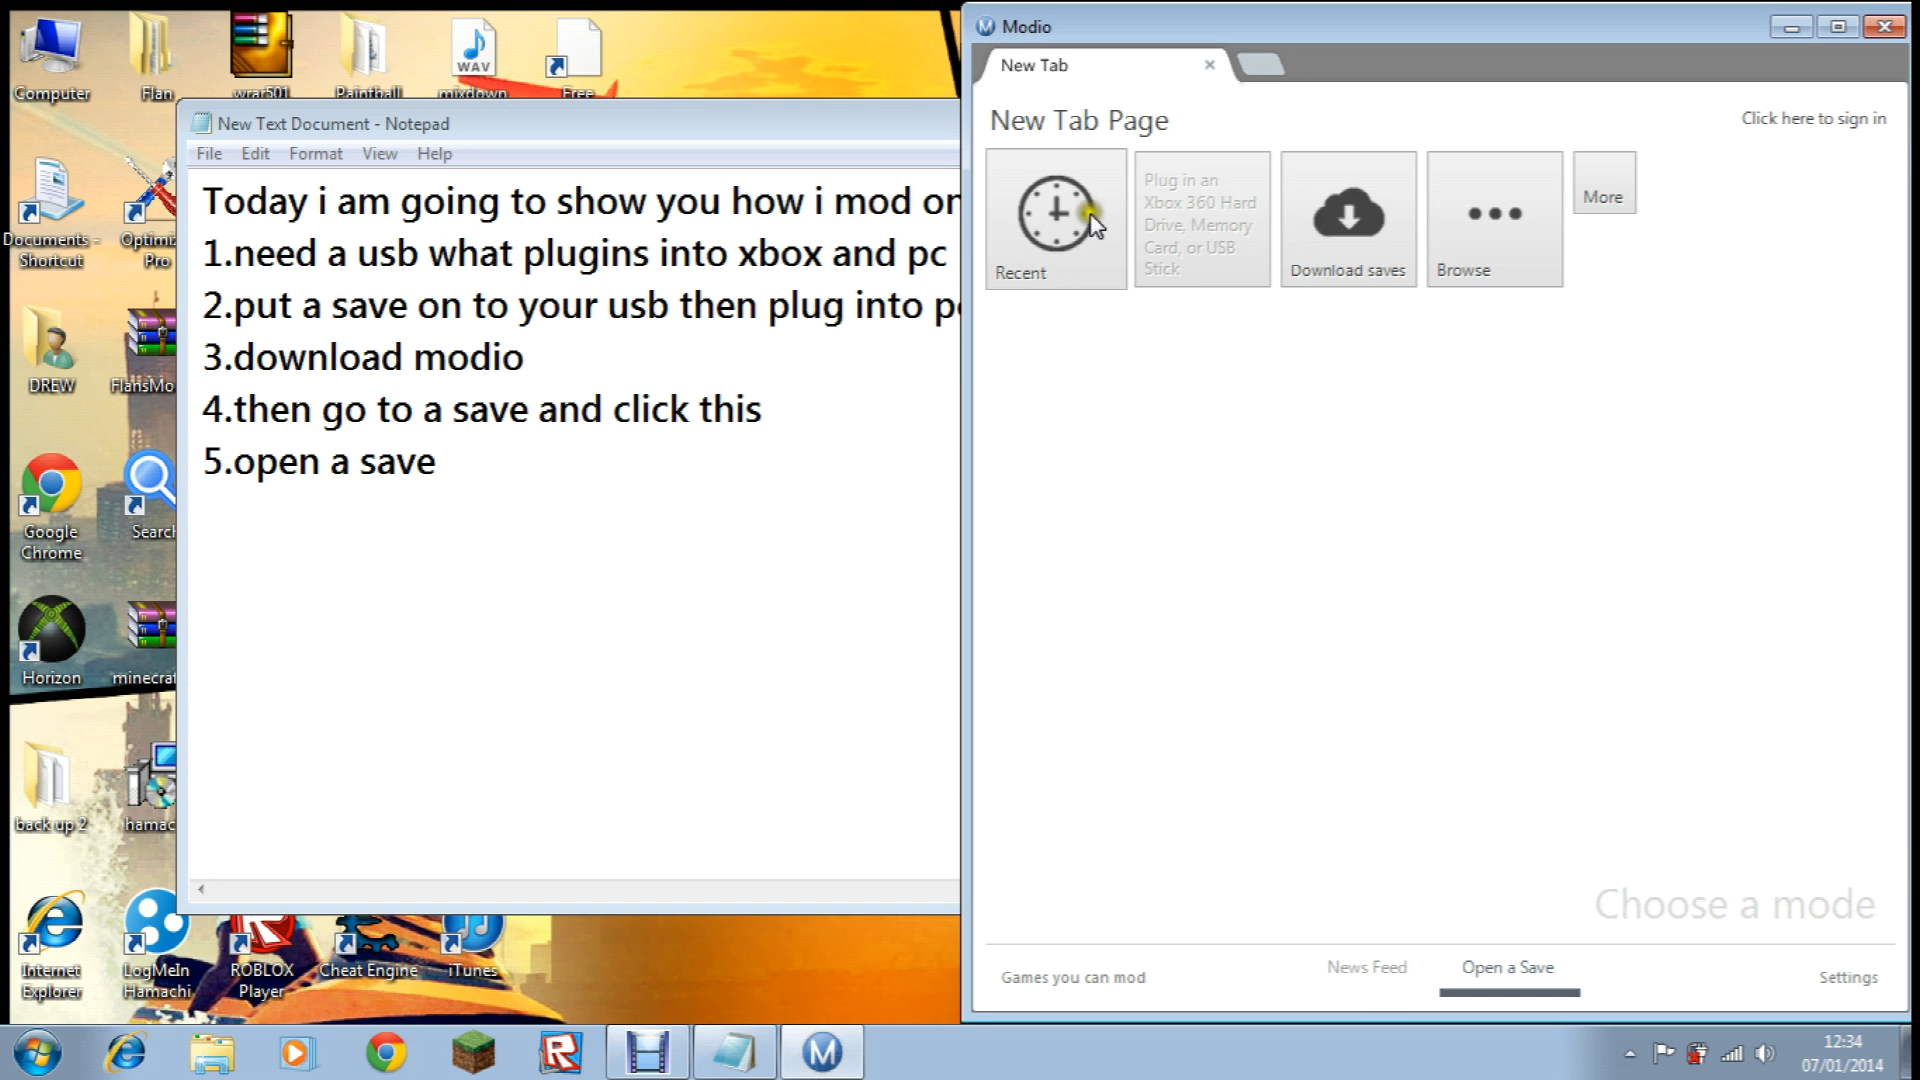 Computer
Flan
wrar501
Paintball
mixdown
Free
WAV
Documents -
Shortcut
Optimiz
Pro
DREW
FlansMo
Google
Chrome
Search
Horizon
minecraf
back up 2
hamac
Internet
Explorer
LogMeIn
Hamachi
ROBLOX
Player
Cheat Engine
iTunes
New Text Document - Notepad
File Edit Format View Help
Today i am going to show you how i mod on
1.need a usb what plugins into xbox and pc
2.put a save on to your usb then plug into pc
3.download modio
4.then go to a save and click this
5.open a save
Modio
New Tab
New Tab Page
Click here to sign in
Recent
Plug in an
Xbox 360 Hard
Drive, Memory
Card, or USB
Stick
Download saves
Browse
More
Choose a mode
Games you can mod
News Feed
Open a Save
Settings
12:34
07/01/2014